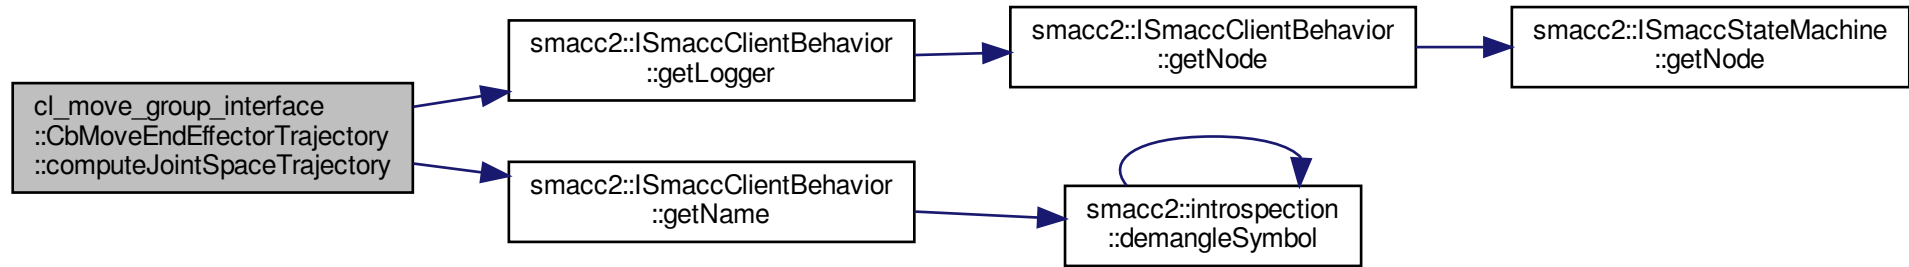 cl_move_group_interface
::CbMoveEndEffectorTrajectory
::computeJointSpaceTrajectory
smacc2::ISmaccClientBehavior
::getLogger
smacc2::ISmaccClientBehavior
::getNode
smacc2::ISmaccStateMachine
::getNode
smacc2::ISmaccClientBehavior
::getName
smacc2::introspection
::demangleSymbol